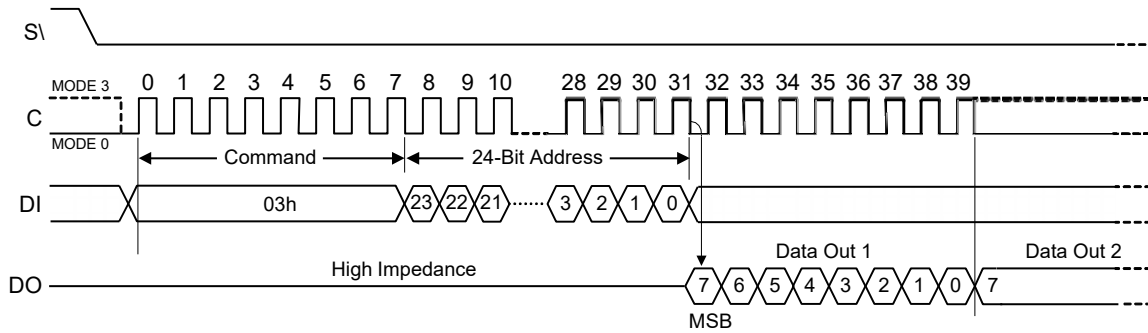 S\
MODE 3
0 1 2 3 4 5 6 7 8 9 10 28 29 30 31 32 33 34 35 36 37 38 39
C
MODE 0
Command 24-Bit Address
DI 03h 23 22 21 3 2 1 0
High Impedance Data Out 1 Data Out 2
DO 7 6 5 4 3 2 1 0 7
MSB